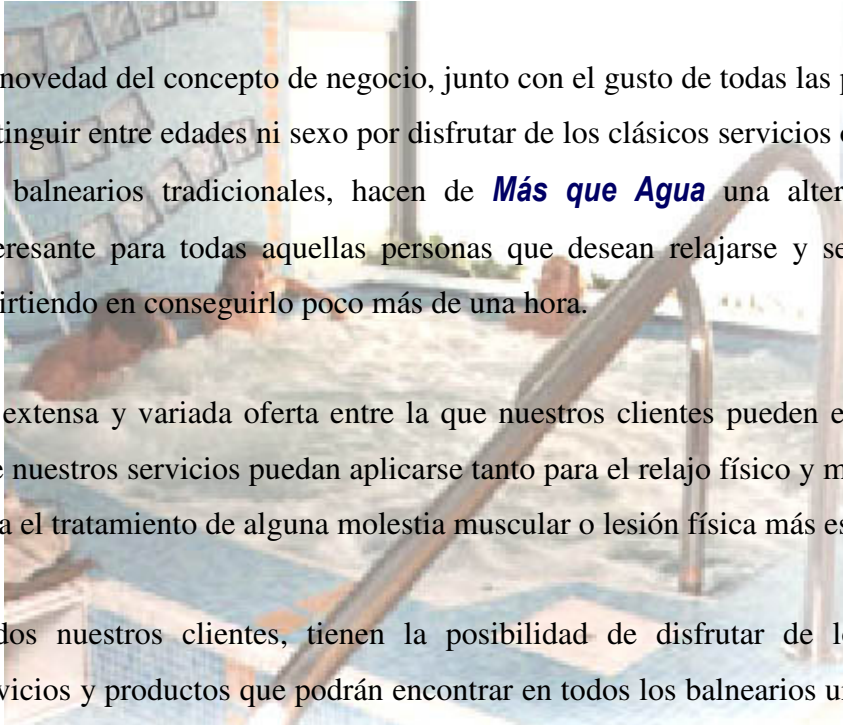 novedad del concepto de negocio, junto con el gusto de todas las p
tinguir entre edades ni sexo por disfrutar de los clásicos servicios
balnearios tradicionales, hacen de Más que Agua una alter
eresante para todas aquellas personas que desean relajarse y se
irtiendo en conseguirlo poco más de una hora.
extensa y variada oferta entre la que nuestros clientes pueden e
e nuestros servicios puedan aplicarse tanto para el relajo físico y m
a el tratamiento de alguna molestia muscular o lesión física más es
dos nuestros clientes, tienen la posibilidad de disfrutar de l
vicios y productos que podrán encontrar en todos los balnearios u